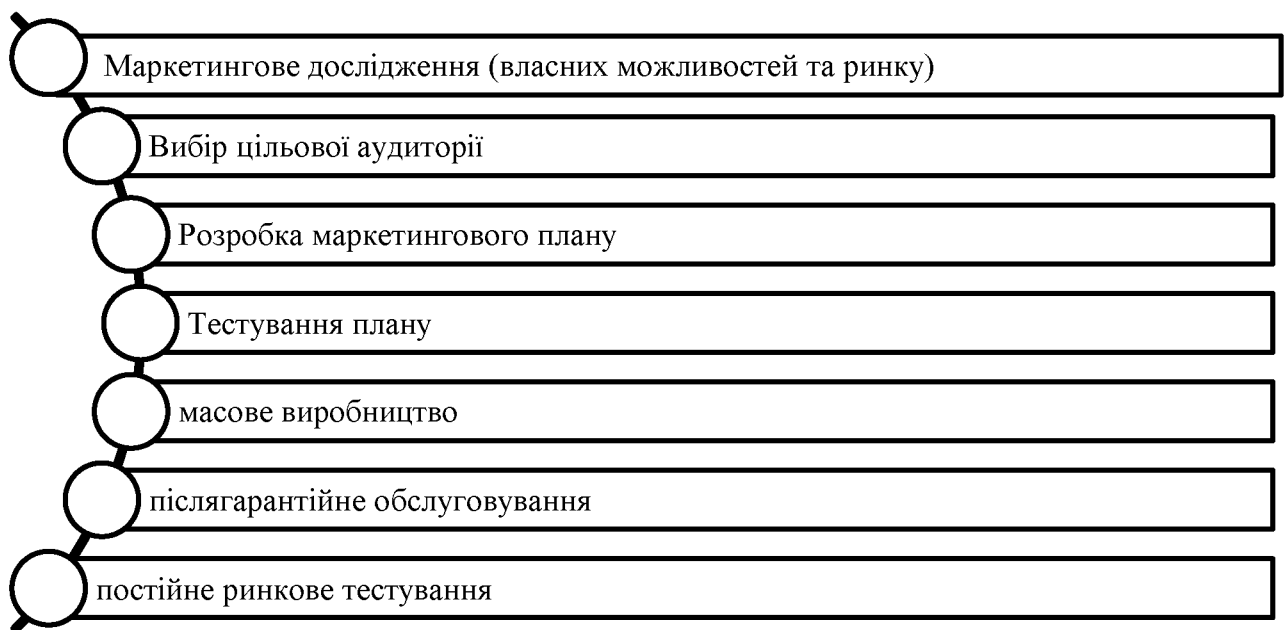 Маркетингове дослідження (власних можливостей та ринку)
Вибір цільової аудиторії
Розробка маркетингового плану
Тестування плану
масове виробництво
післягарантійне обслуговування
постійне ринкове тестування